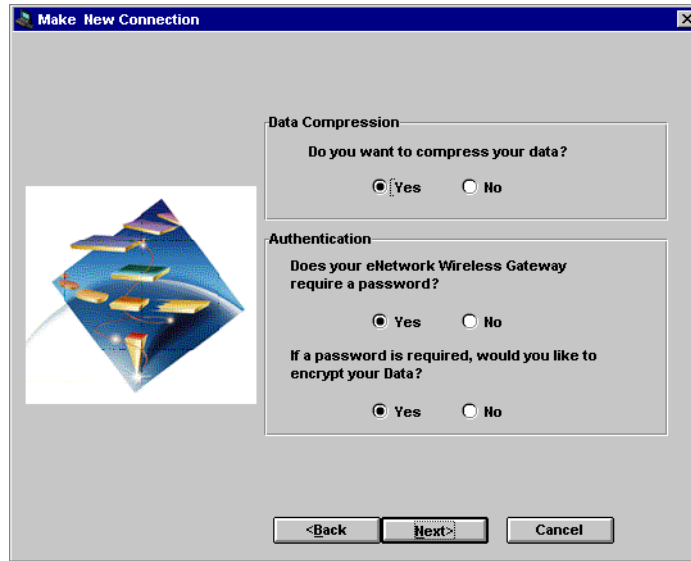 Make New Connection
Data Compression
Do you want to compress your data?
Yes No
Authentication
Does your eNetwork Wireless Gateway
require a password?
Yes No
If a password is required, would you like to
encrypt your Data?
Yes No
<Back Next> Cancel